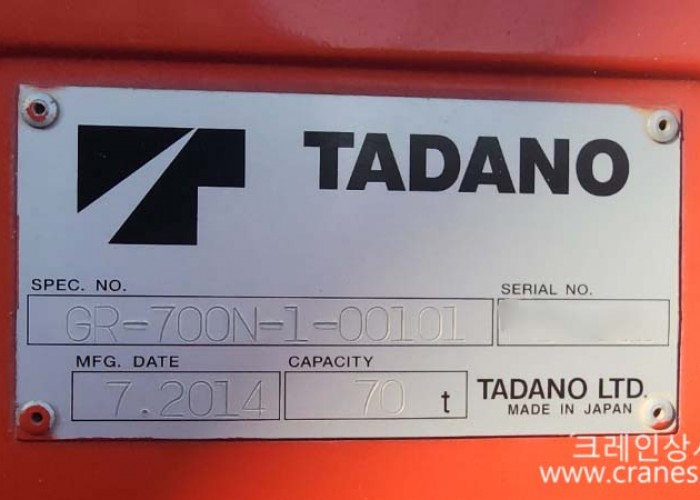 TADANO
SPEC. NO.
SERIAL NO.
GR-700N-1-00101
MFG. DATE
CAPACITY
7.2014
70 t
TADANO LTD.
MADE IN JAPAN
크레인상사
www.cranes